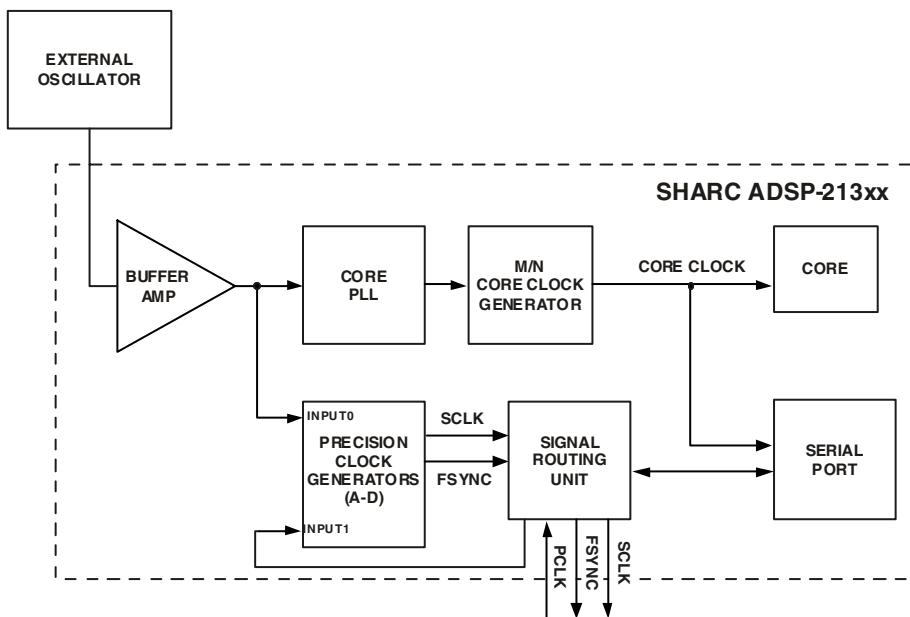 EXTERNAL
OSCILLATOR
SHARC ADSP-213xx
BUFFER
AMP
CORE
PLL
M/N
CORE CLOCK
GENERATOR
CORE CLOCK
CORE
INPUT0
PRECISION
CLOCK
GENERATORS
(A-D)
INPUT1
SCLK
FSYNC
SIGNAL
ROUTING
UNIT
SERIAL
PORT
PCLK
FSYNC
SCLK